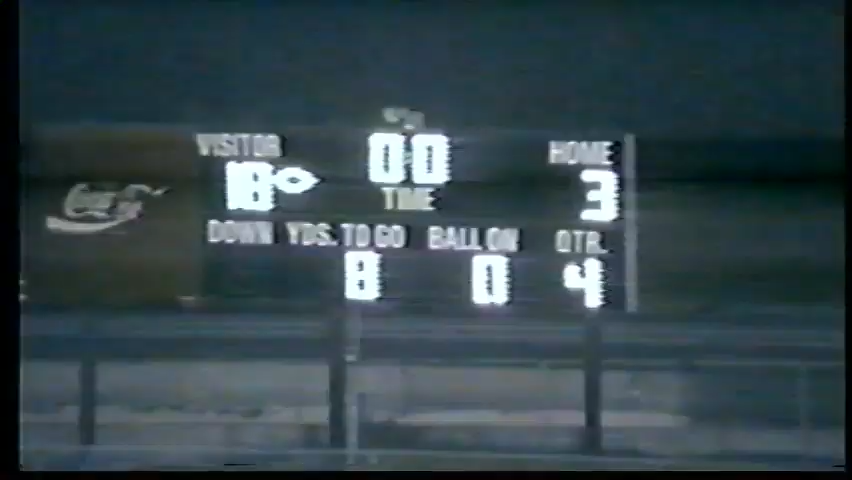 VISITOR 00 HOME
18 TIME 3
DOWN YDS. TO GO BALL ON QTR.
8 0 4